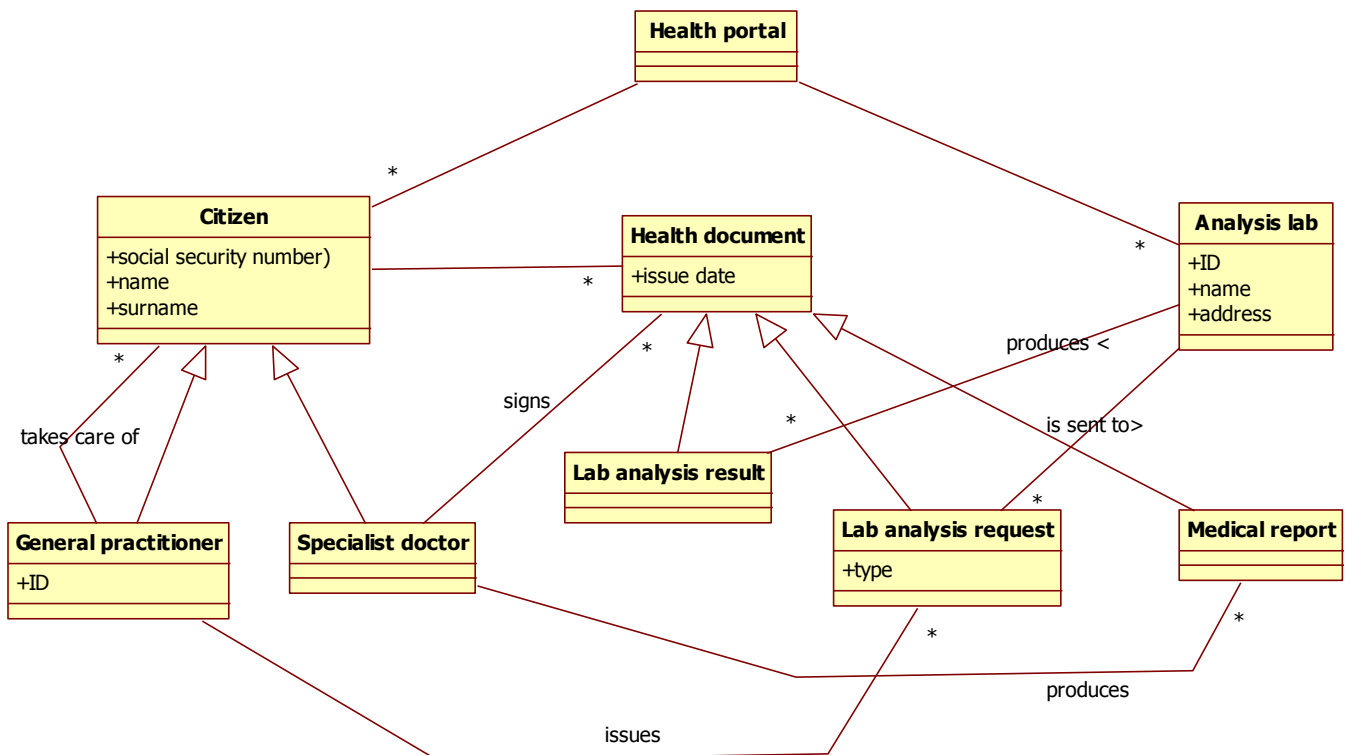 Health portal
*
*
Citizen
+social security number)
+name
+surname
*
Health document
+issue date
*
*
Analysis lab
+ID
+name
+address
produces <
signs
*
takes care of
is sent to>
Lab analysis result
*
General practitioner
+ID
Specialist doctor
Lab analysis request
+type
Medical report
*
*
produces
issues